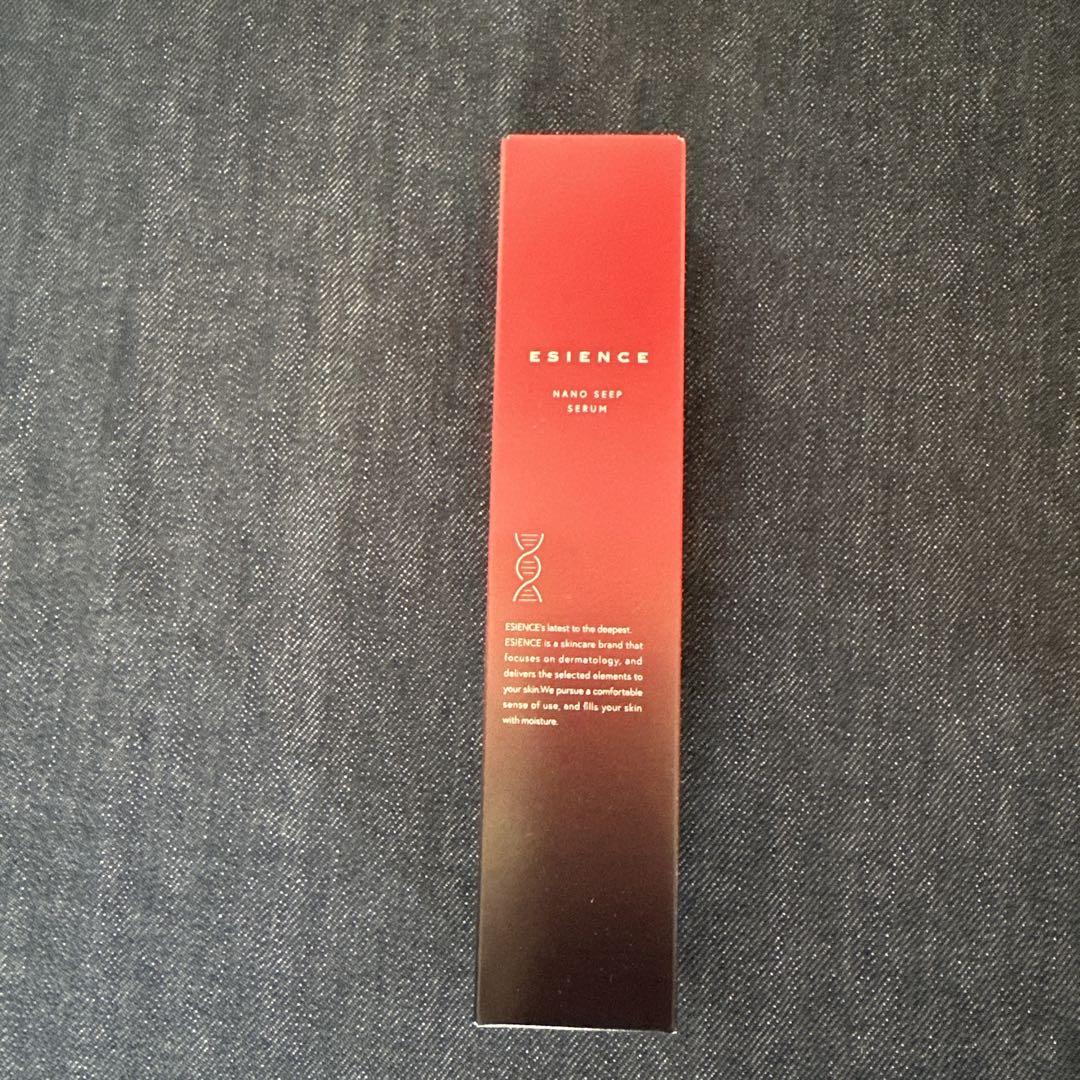 ESIENCE
NANO SEEP
SERUM
ESIENCE's latest to the deepest.
ESIENCE is a skincare brand that
focuses on dermatology, and
delivers the selected elements to
your skin.We pursue a comfortable
sense of use, and fills your skin
with moisture.